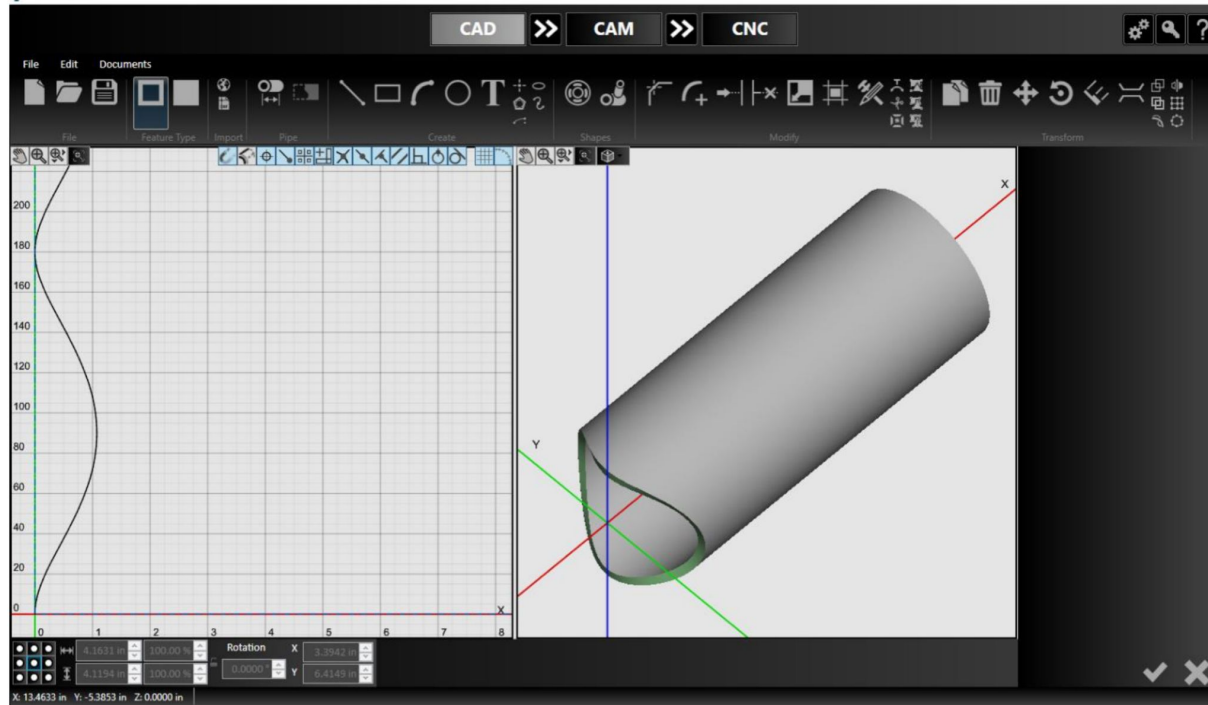 CAD CAM CNC ?
File Edit Documents
T
File Feature Type Import Pipe Create Shapes Modify Transform
200
180
160
140
120
100
80
60
40
20
0
X
0 1 2 3 4 5 6 7 8
X
Y
4.1631 in 100.00 % Rotation X 3.3942 in
4.1194 in 100.00 % 0.0000 ° Y 6.4149 in
X: 13.4633 in Y: -5.3853 in Z: 0.0000 in